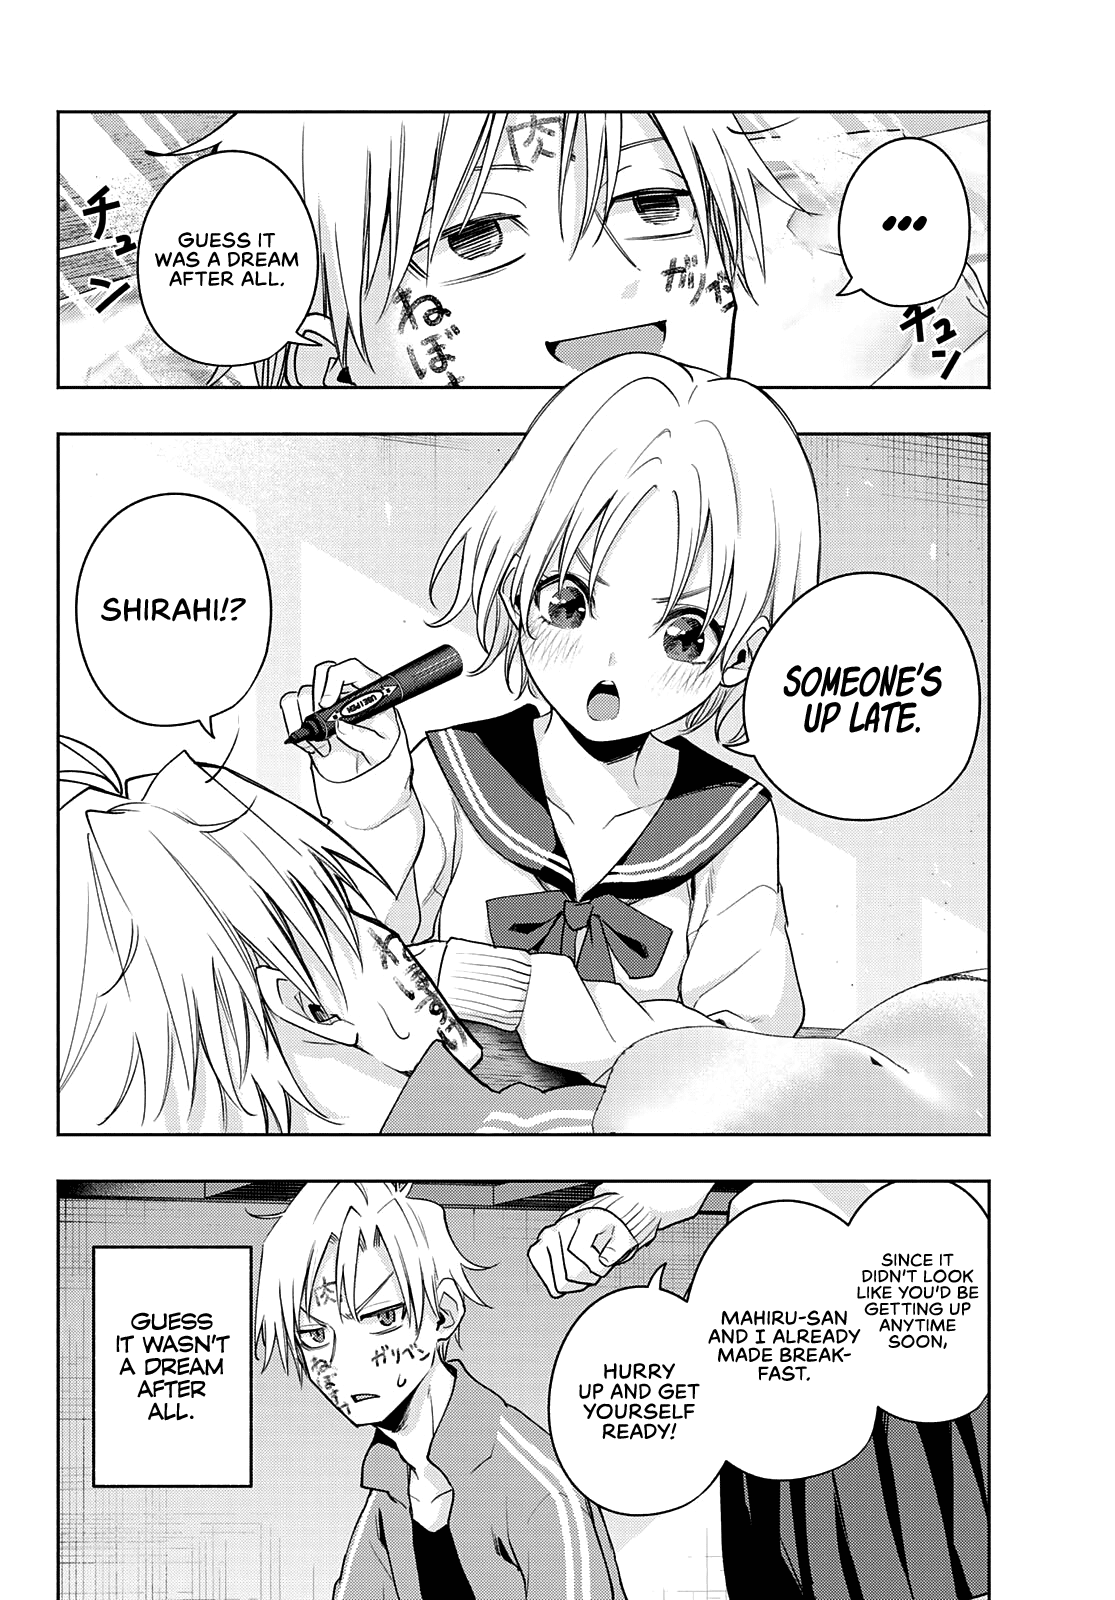 ...
チュン
GUESS IT
WAS A DREAM
AFTER ALL.
チュン
肉
ガリベン
ねぼ
SOMEONE'S
UP LATE.
SHIRAHI!?
SINCE IT
DIDN'T LOOK
LIKE YOU'D BE
GETTING UP
ANYTIME
SOON,
MAHIRU-SAN
AND I ALREADY
MADE BREAK-
FAST.
HURRY
UP AND GET
YOURSELF
READY!
肉
ガリベン
GUESS
IT WASN'T
A DREAM
AFTER
ALL.